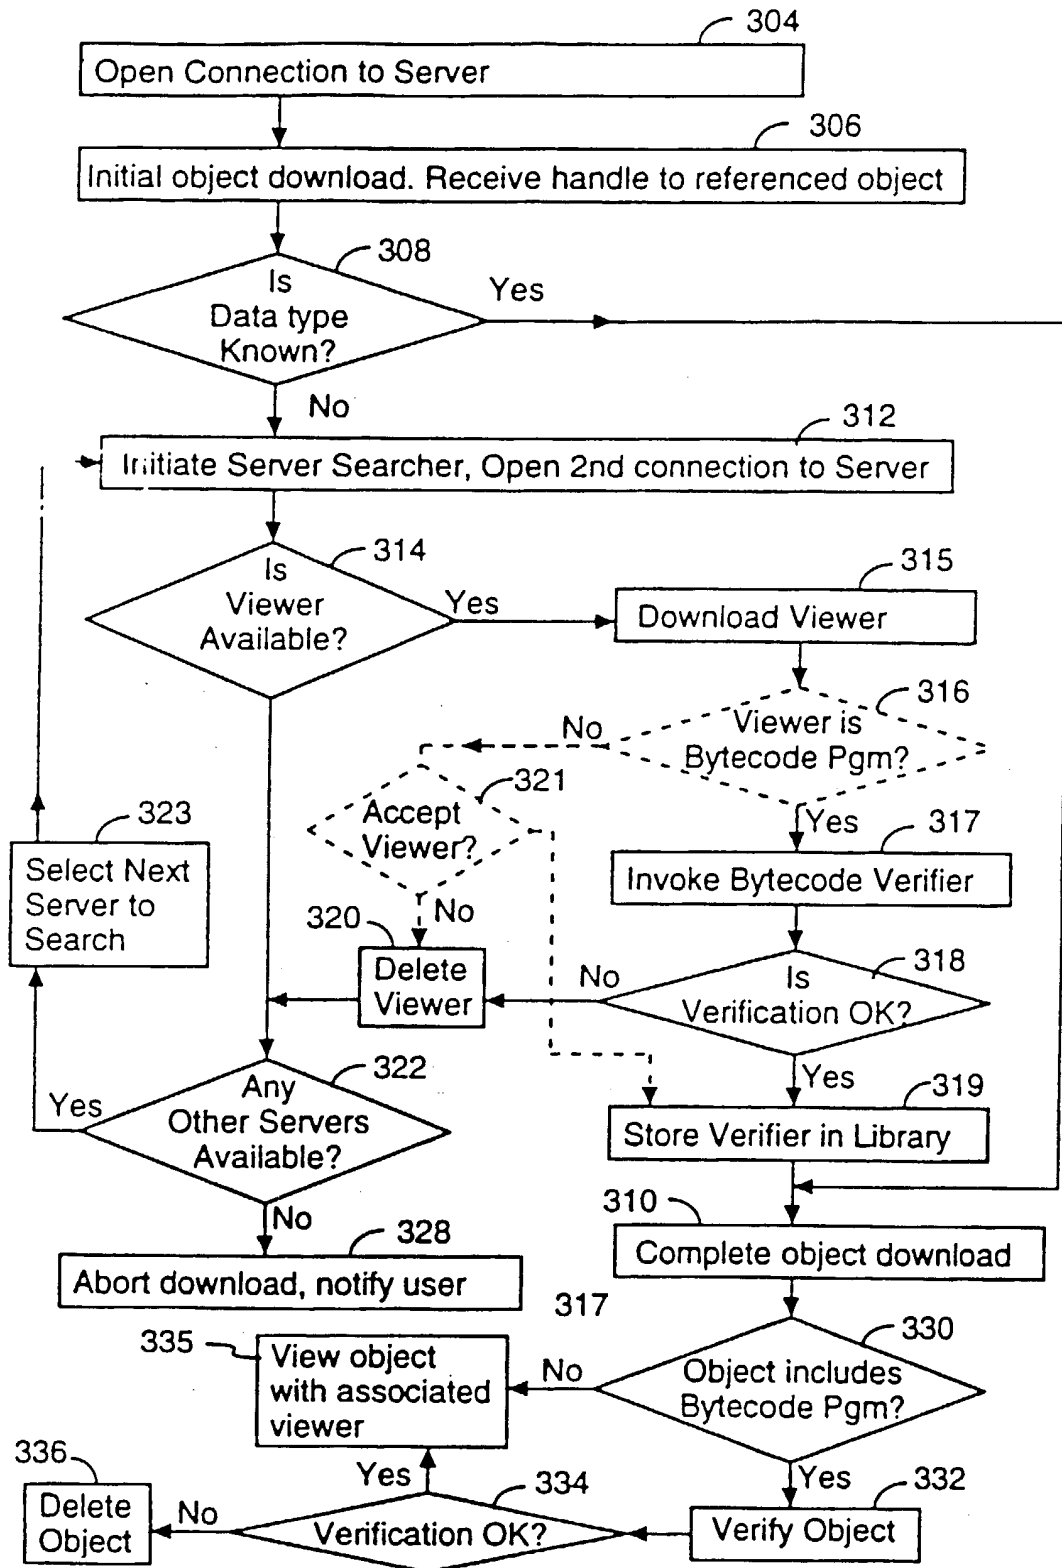 304
Open Connection to Server
306
Initial object download. Receive handle to referenced object
308
Is
Data type
Known?
Yes
No
312
Initiate Server Searcher, Open 2nd connection to Server
314
Is
Viewer
Available?
Yes
315
Download Viewer
316
Viewer is
Bytecode Pgm?
No
Yes
321
Accept
Viewer?
No
323
Select Next
Server to
Search
317
Invoke Bytecode Verifier
320
Delete
Viewer
No
318
Is
Verification OK?
Yes
322
Any
Other Servers
Available?
Yes
No
319
Store Verifier in Library
310
Complete object download
328
Abort download, notify user
317
330
Object includes
Bytecode Pgm?
No
Yes
335
View object
with associated
viewer
336
Delete
Object
No
Yes
334
Verification OK?
332
Verify Object